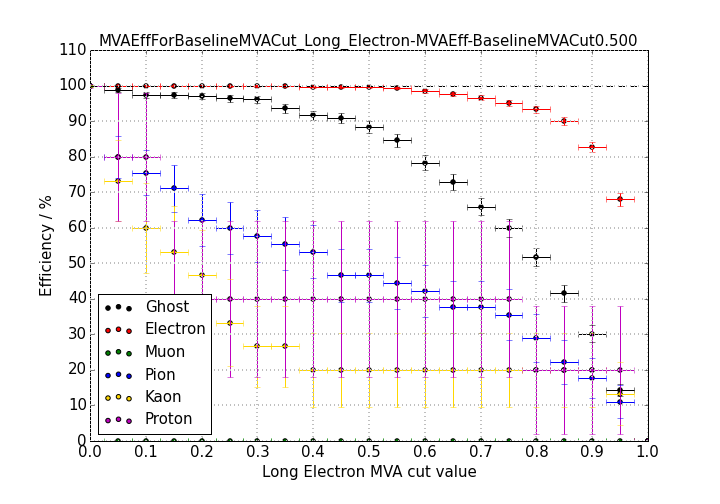 MVAEffForBaselineMVACut_Long_Electron-MVAEff-BaselineMVACut0.500
110
100
90
80
70
60
50
40
30
20
10
0
Efficiency / %
Ghost
Electron
Muon
Pion
Kaon
Proton
0.0 0.1 0.2 0.3 0.4 0.5 0.6 0.7 0.8 0.9 1.0
Long Electron MVA cut value